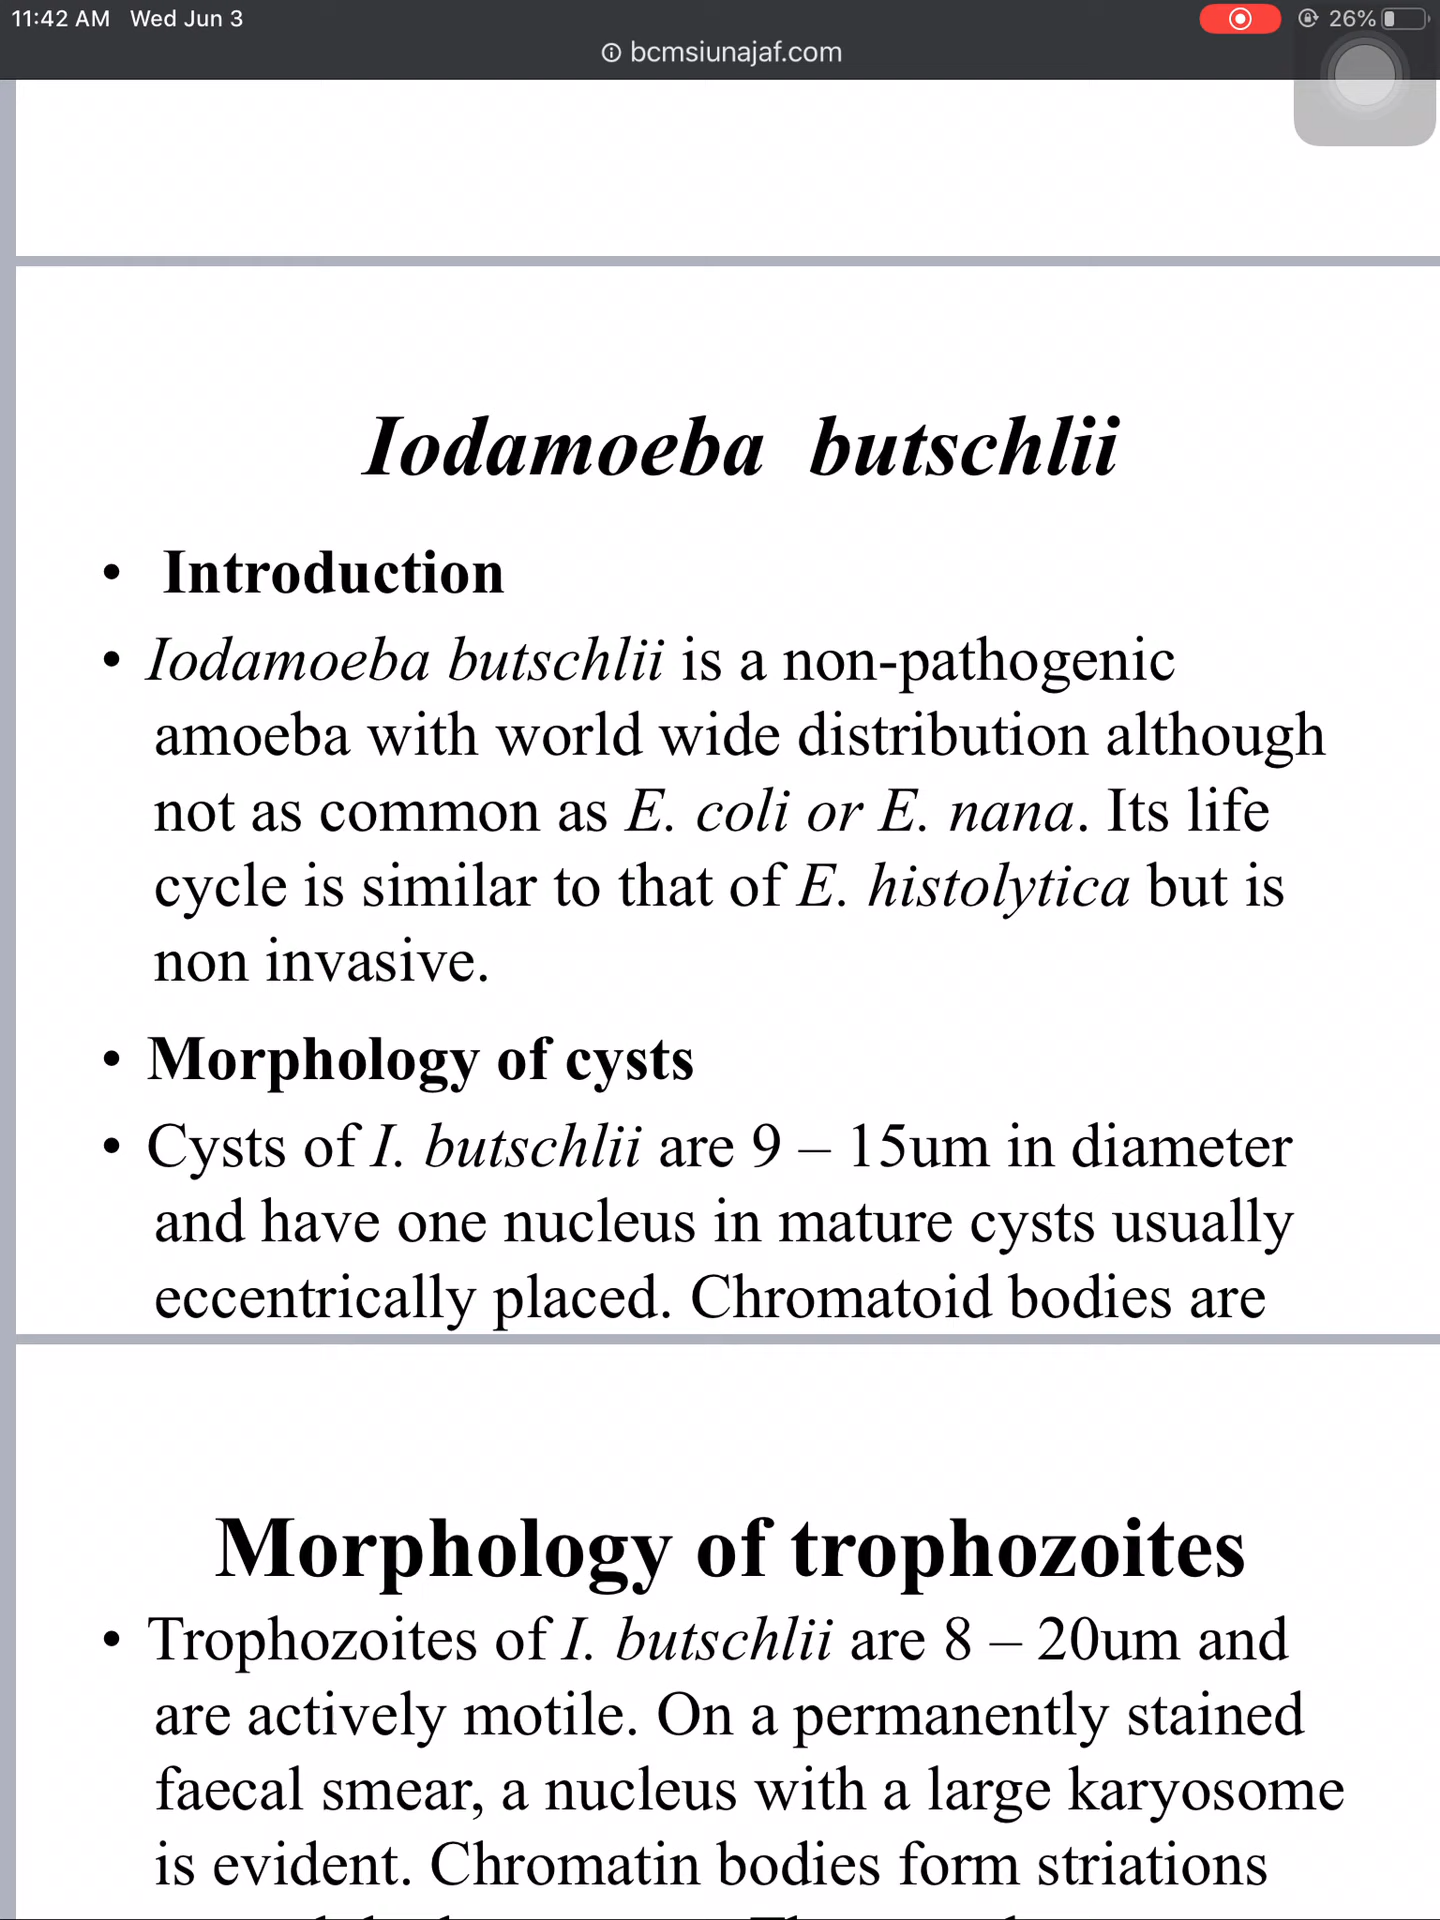 11:42 AM Wed Jun 3
26%
bcmsiunajaf.com
Iodamoeba butschlii
• Introduction
• Iodamoeba butschlii is a non-pathogenic
amoeba with world wide distribution although
not as common as E. coli or E. nana. Its life
cycle is similar to that of E. histolytica but is
non invasive.
• Morphology of cysts
• Cysts of I. butschlii are 9 – 15um in diameter
and have one nucleus in mature cysts usually
eccentrically placed. Chromatoid bodies are
Morphology of trophozoites
• Trophozoites of I. butschlii are 8 – 20um and
are actively motile. On a permanently stained
faecal smear, a nucleus with a large karyosome
is evident. Chromatin bodies form striations